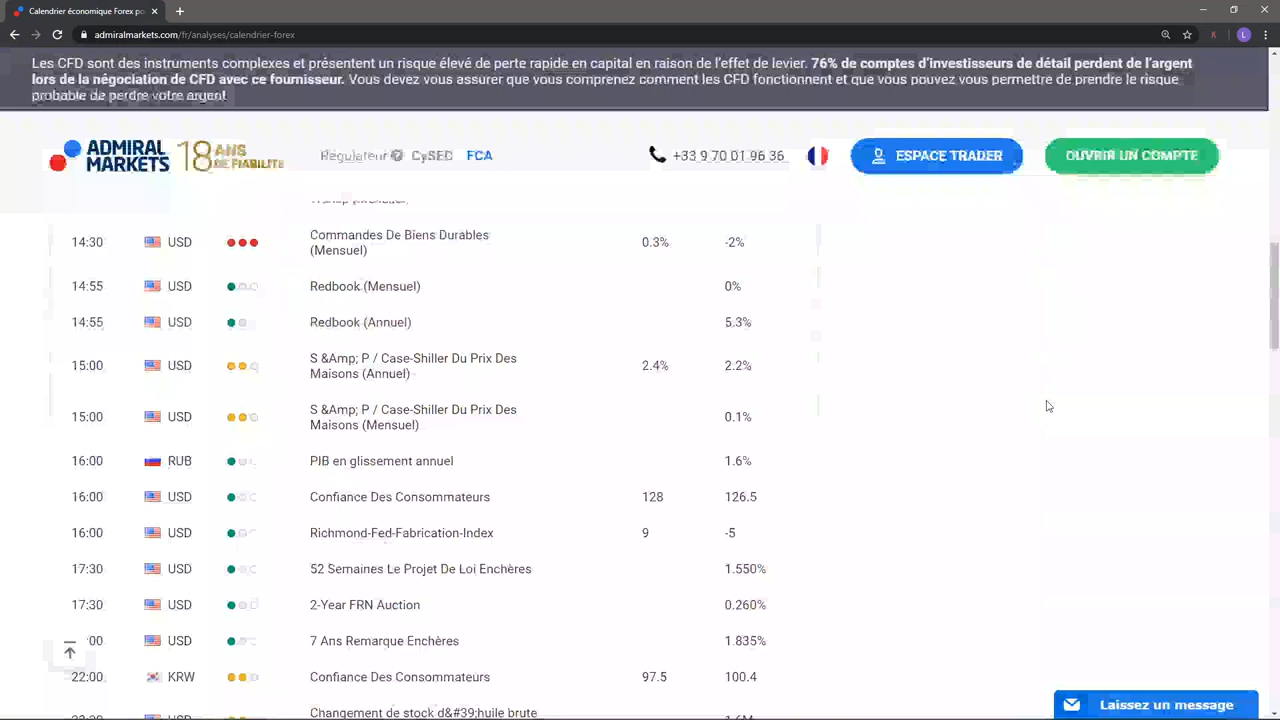 Calendrier économique Forex po
admiralmarkets.com/fr/analyses/calendrier-forex
K
L
Les CFD sont des instruments complexes et présentent un risque élevé de perte rapide en capital en raison de l'effet de levier. 76% de comptes d'investisseurs de détail perdent de l'argent
lors de la négociation de CFD avec ce fournisseur. Vous devez vous assurer que vous comprenez comment les CFD fonctionnent et que vous pouvez vous permettre de prendre le risque
probable de perdre votre argent
ADMIRAL
MARKETS
18 ANS
DE FIABILITE
Régulateur ? CySEC FCA
+33 9 70 01 96 36
ESPACE TRADER
OUVRIR UN COMPTE
14:30 USD Commandes De Biens Durables (Mensuel) 0.3% -2%
14:55 USD Redbook (Mensuel) 0%
14:55 USD Redbook (Annuel) 5.3%
15:00 USD S &Amp; P / Case-Shiller Du Prix Des Maisons (Annuel) 2.4% 2.2%
15:00 USD S &Amp; P / Case-Shiller Du Prix Des Maisons (Mensuel) 0.1%
16:00 RUB PIB en glissement annuel 1.6%
16:00 USD Confiance Des Consommateurs 128 126.5
16:00 USD Richmond-Fed-Fabrication-Index 9 -5
17:30 USD 52 Semaines Le Projet De Loi Enchères 1.550%
17:30 USD 2-Year FRN Auction 0.260%
:00 USD 7 Ans Remarque Enchères 1.835%
22:00 KRW Confiance Des Consommateurs 97.5 100.4
Changement de stock d&#39;huile brute
Laissez un message